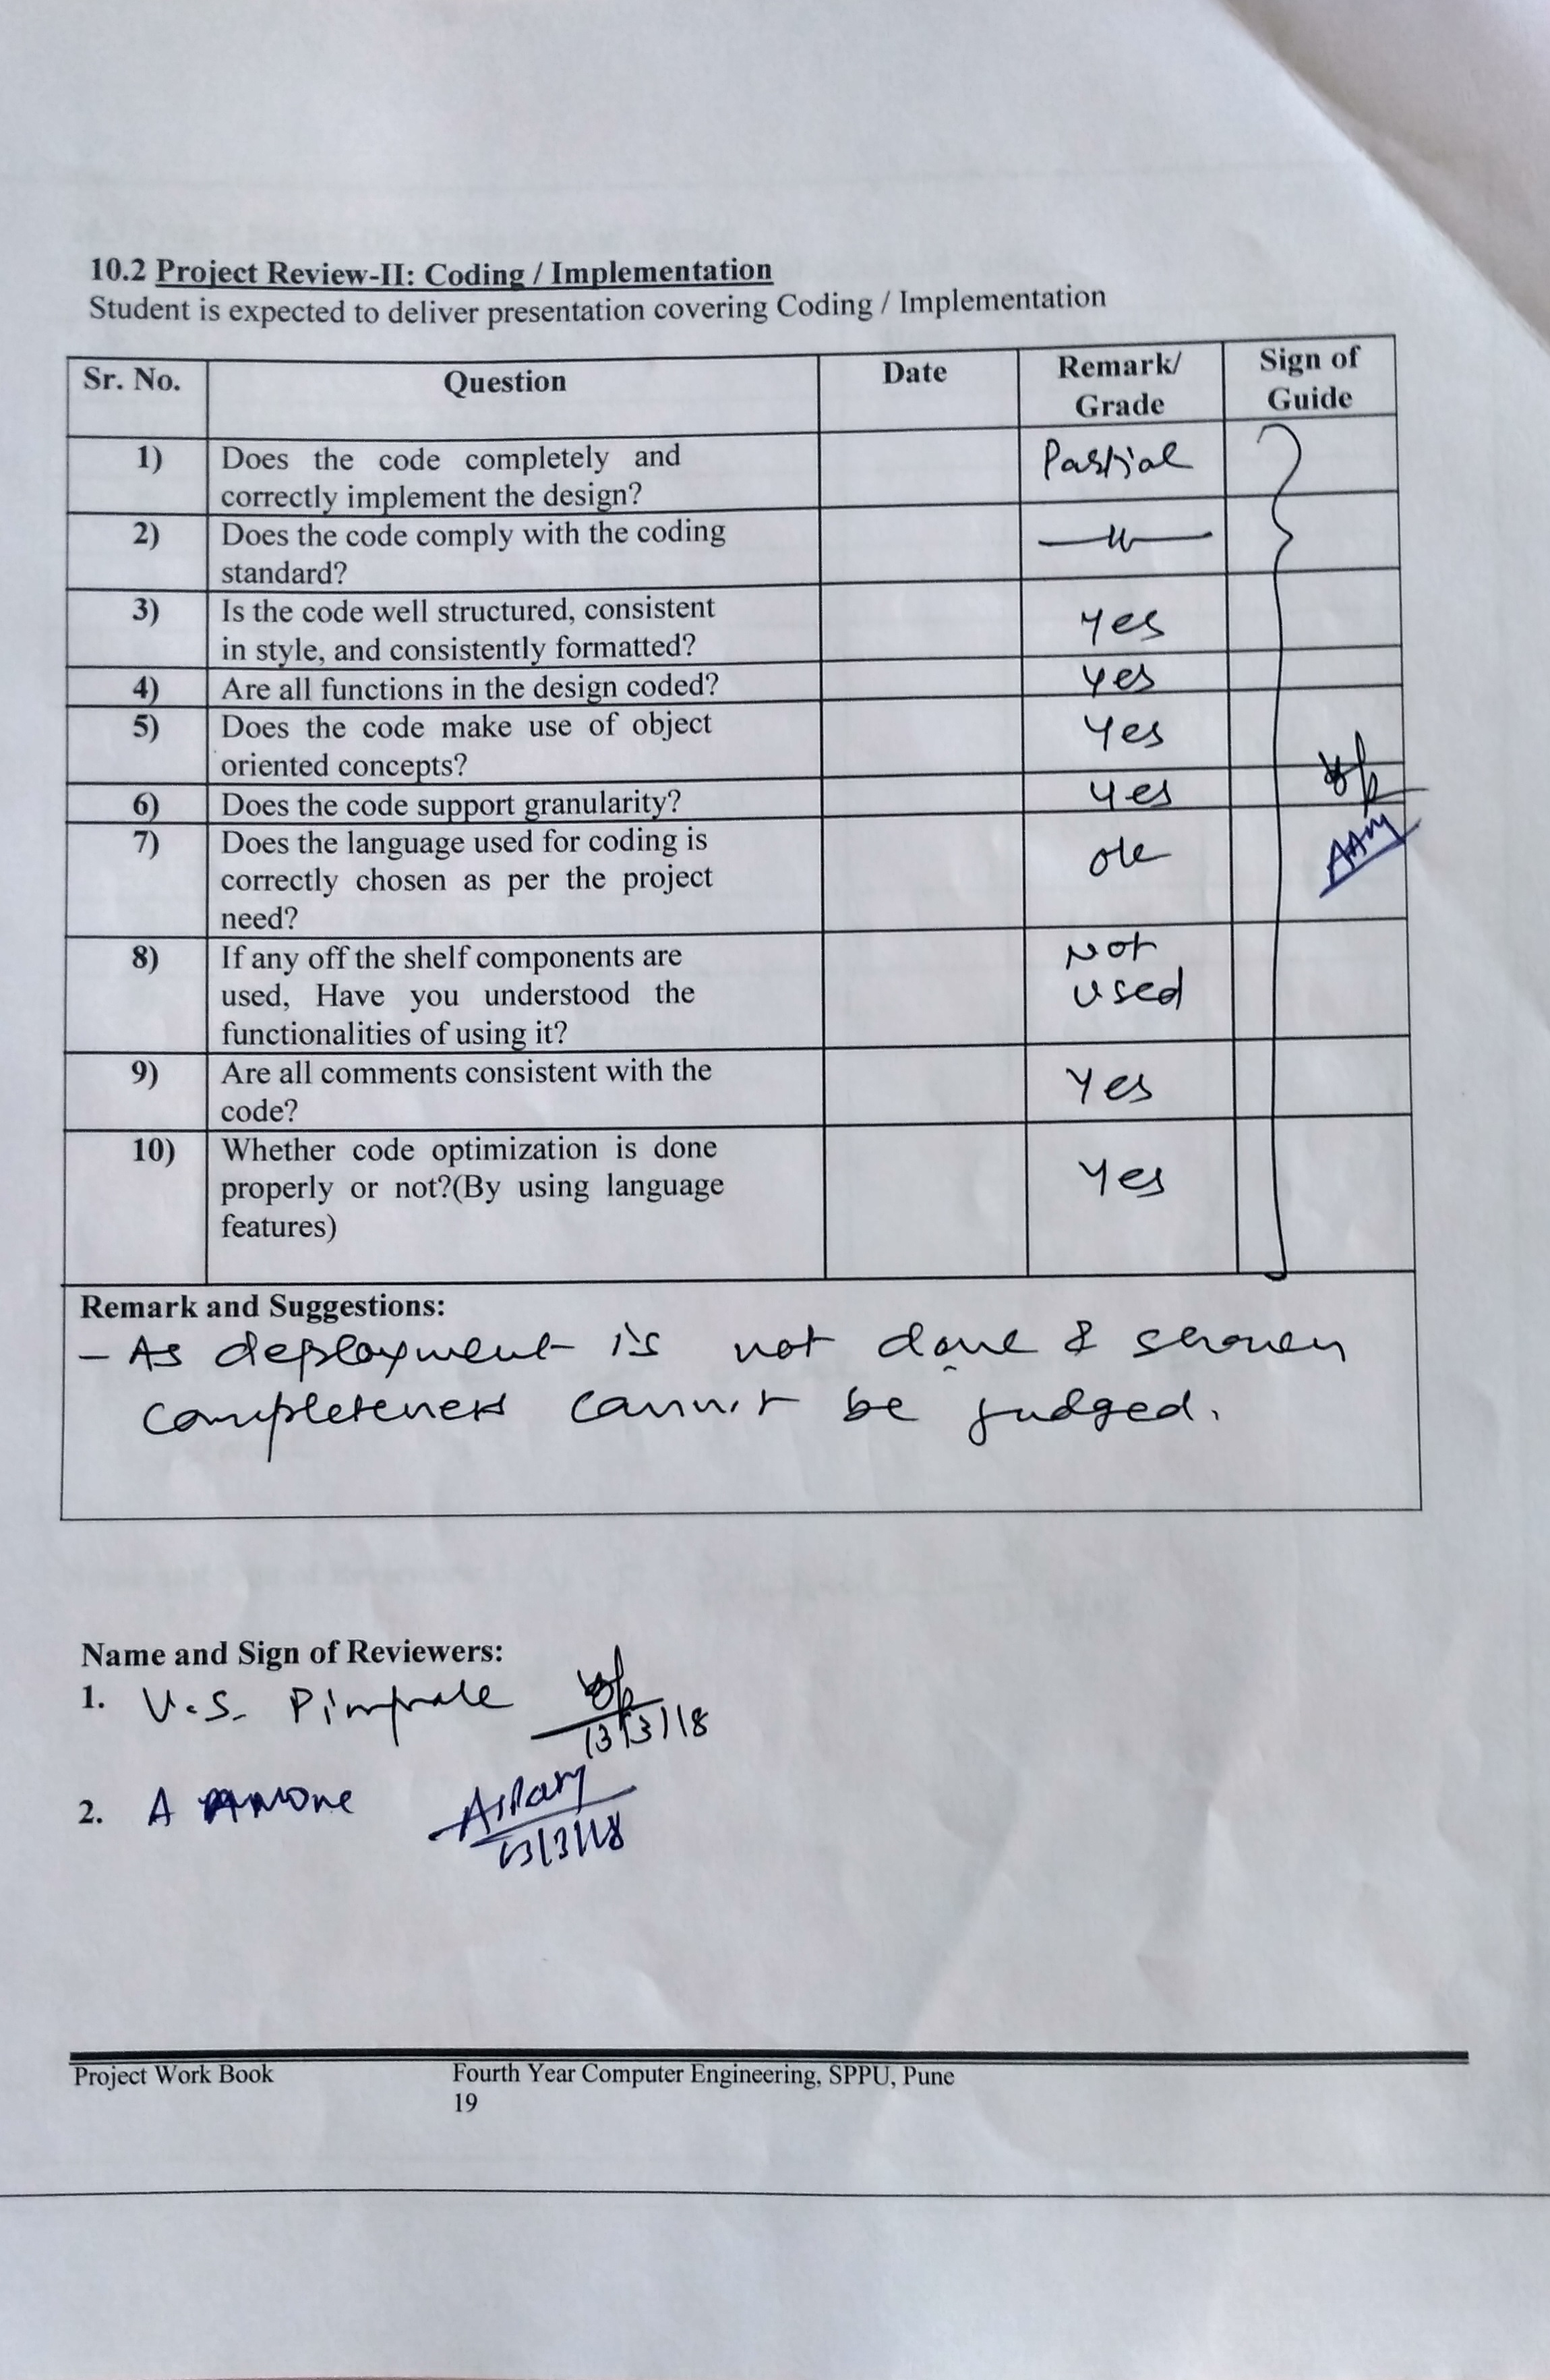 10.2 Project Review-II: Coding / Implementation
Student is expected to deliver presentation covering Coding / Implementation
Sr. No. Question Date Remark/ Grade Sign of Guide
1) Does the code completely and Partial
correctly implement the design?
2) Does the code comply with the coding —〃—
standard?
3) Is the code well structured, consistent Yes
in style, and consistently formatted?
4) Are all functions in the design coded? Yes
5) Does the code make use of object Yes
oriented concepts?
6) Does the code support granularity? Yes
7) Does the language used for coding is ok
correctly chosen as per the project
need?
8) If any off the shelf components are Not
used, Have you understood the used
functionalities of using it?
9) Are all comments consistent with the Yes
code?
10) Whether code optimization is done Yes
properly or not?(By using language
features)
Remark and Suggestions:
- As deployment is not done & shown
completeness cannot be judged.
Name and Sign of Reviewers:
1. V.S. Pimprale
13/3/18
2. A
13/3/18
Project Work Book Fourth Year Computer Engineering, SPPU, Pune
19